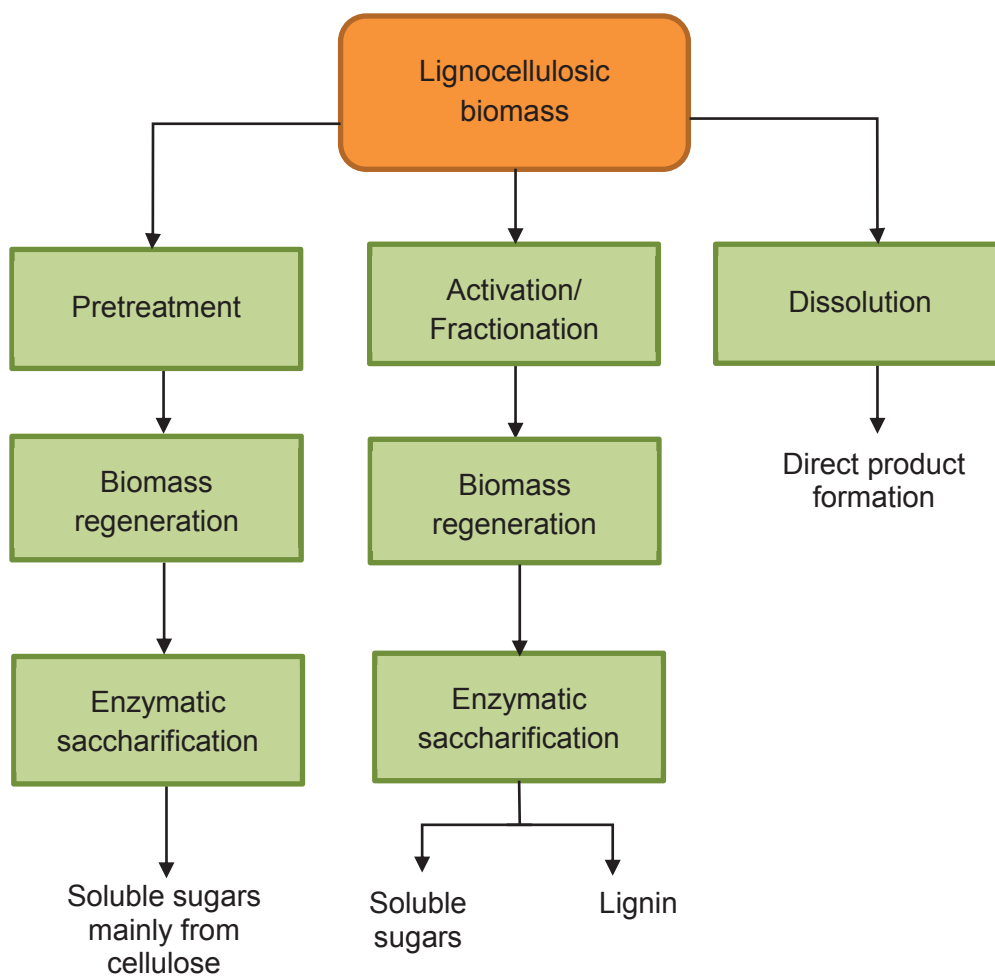 Lignocellulosic
biomass
Pretreatment
Activation/
Fractionation
Dissolution
Biomass
regeneration
Biomass
regeneration
Direct product
formation
Enzymatic
saccharification
Enzymatic
saccharification
Soluble sugars
mainly from
cellulose
Soluble
sugars
Lignin